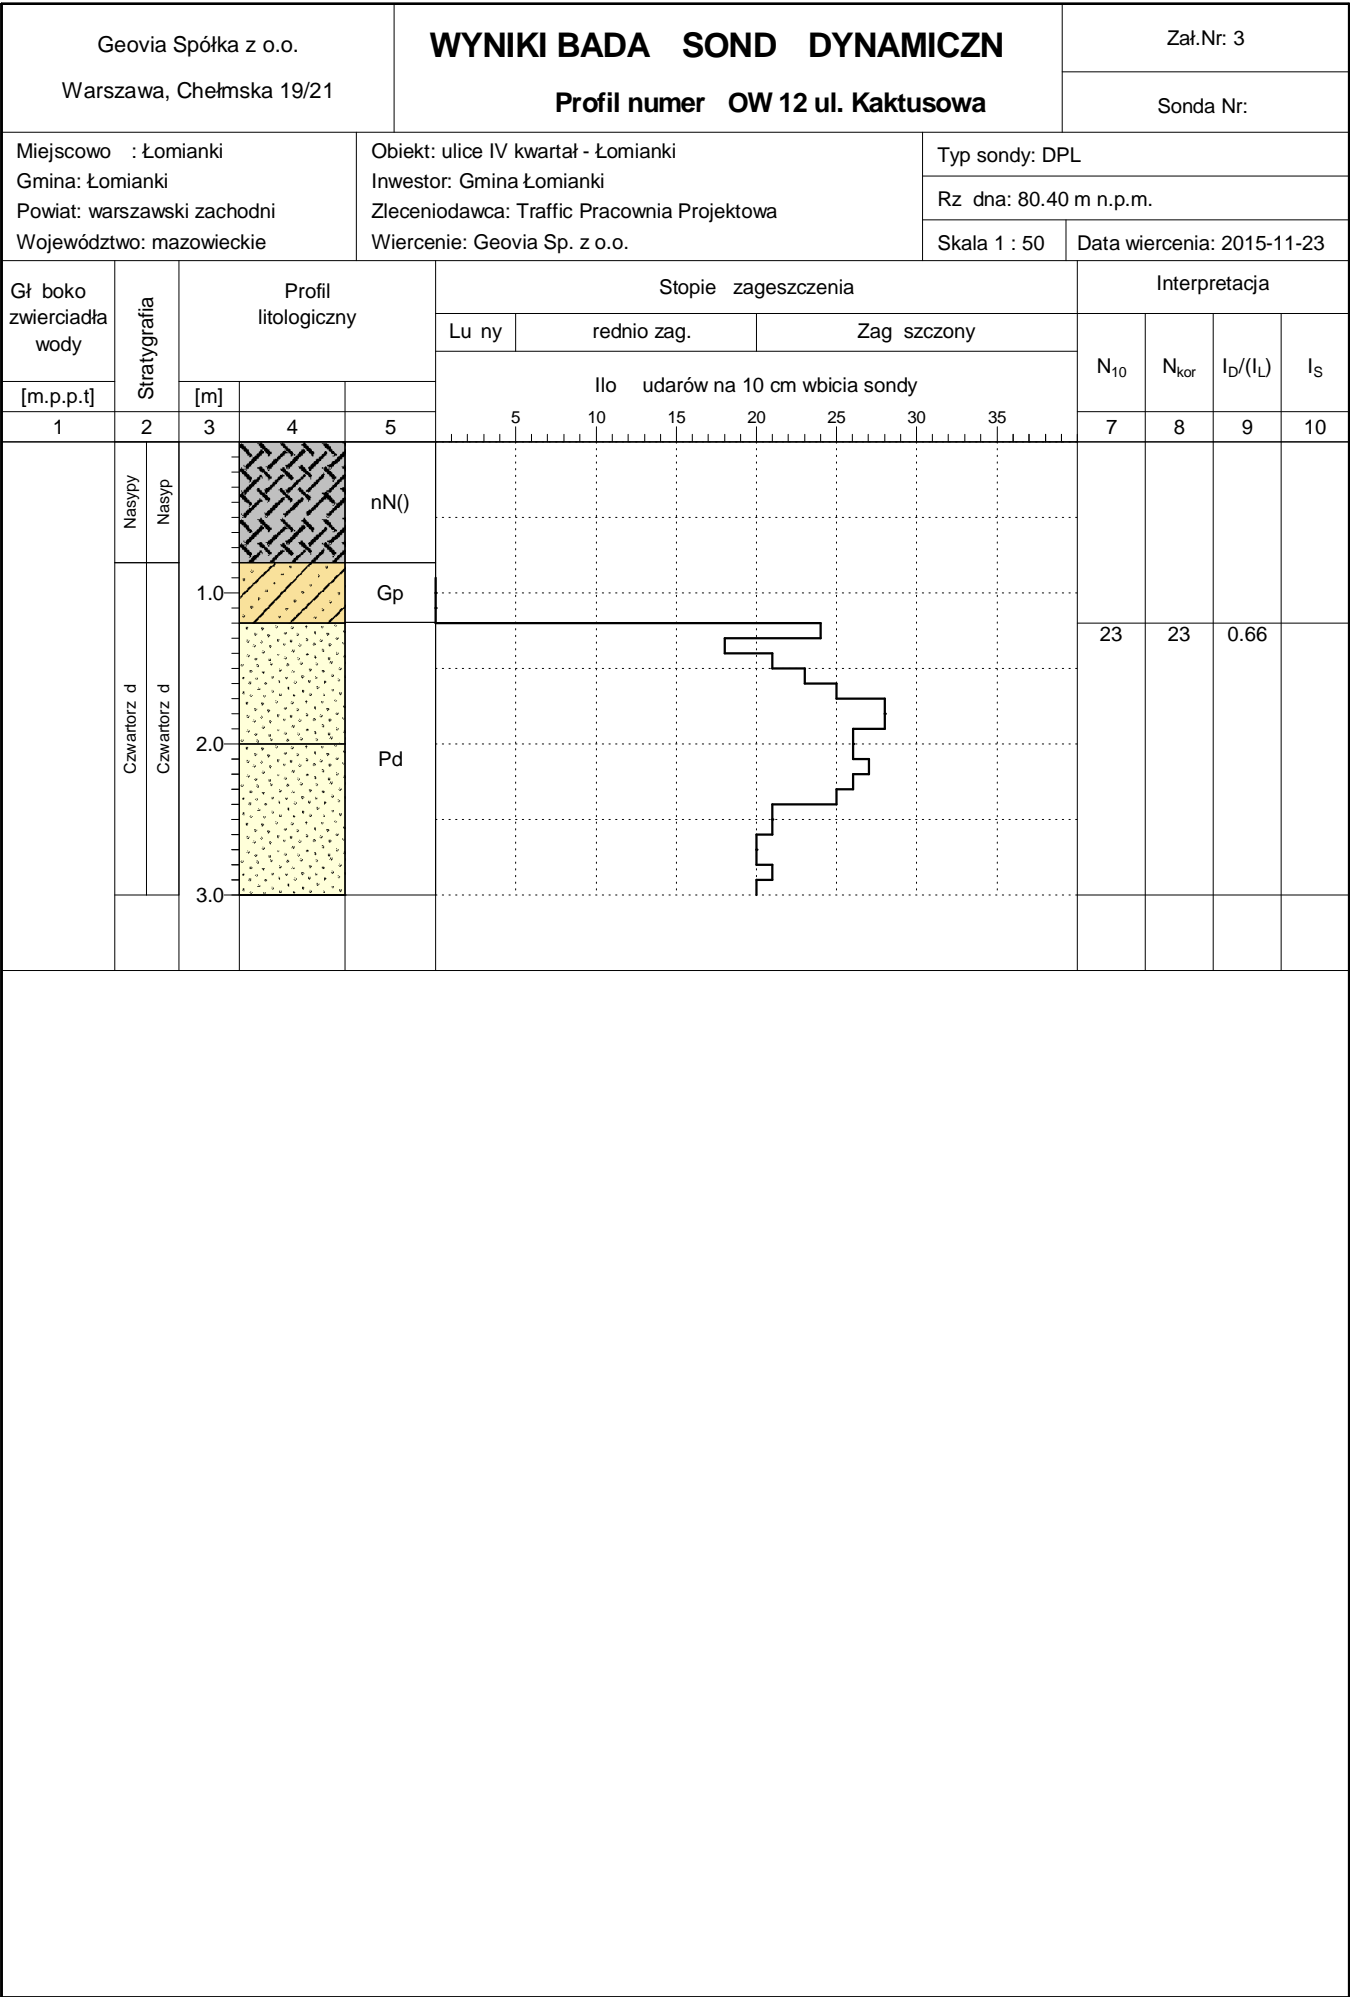 Geovia Spółka z o.o.
Warszawa, Chełmska 19/21
WYNIKI BADA SOND DYNAMICZN
Profil numer OW 12 ul. Kaktusowa
Zał.Nr: 3
Sonda Nr:
Miejscowo : Łomianki
Gmina: Łomianki
Powiat: warszawski zachodni
Województwo: mazowieckie
Obiekt: ulice IV kwartał - Łomianki
Inwestor: Gmina Łomianki
Zleceniodawca: Traffic Pracownia Projektowa
Wiercenie: Geovia Sp. z o.o.
Typ sondy: DPL
Rz dna: 80.40 m n.p.m.
Skala 1 : 50
Data wiercenia: 2015-11-23
Gł boko
zwierciadła
wody
[m.p.p.t]
Stratygrafia
Profil
litologiczny
[m]
Stopie zageszczenia
Lu ny
rednio zag.
Zag szczony
Ilo udarów na 10 cm wbicia sondy
5 10 15 20 25 30 35
Interpretacja
N10
Nkor
ID/(IL)
IS
1 2 3 4 5 7 8 9 10
Nasypy
Nasyp
nN()
1.0
Gp
23 23 0.66
Czwartorz d
Czwartorz d
2.0
Pd
3.0